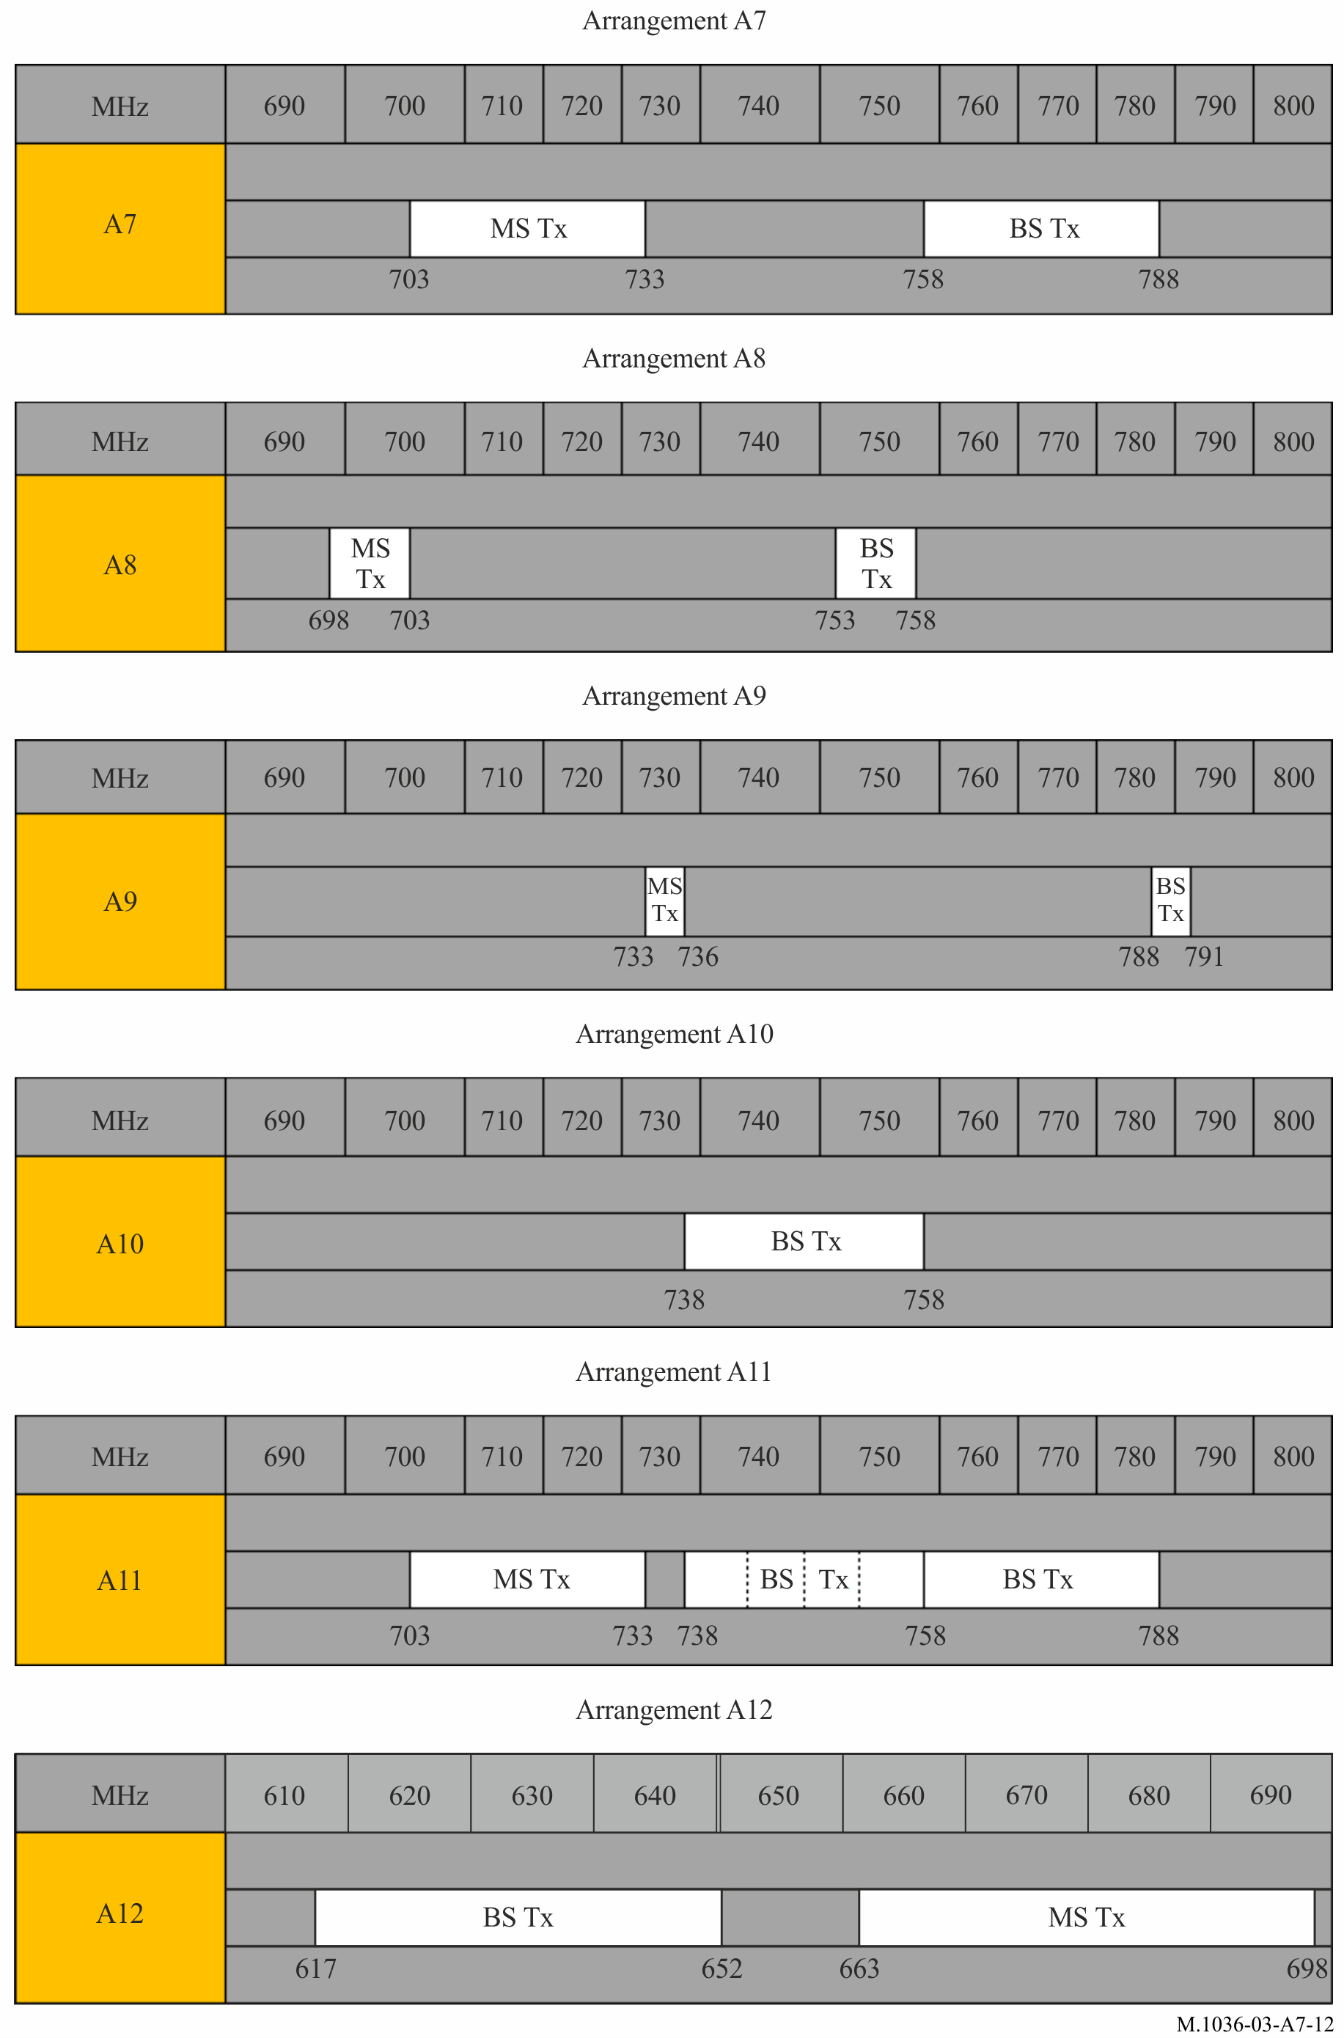 Arrangement A7
MHz 690 700 710 720 730 740 750 760 770 780 790 800
A7 MS Tx BS Tx
703 733 758 788
Arrangement A8
MHz 690 700 710 720 730 740 750 760 770 780 790 800
MS BS
A8
Tx Tx
698 703 753 758
Arrangement A9
MHz 690 700 710 720 730 740 750 760 770 780 790 800
MS BS
A9
Tx Tx
733 736 788 791
Arrangement A10
MHz 690 700 710 720 730 740 750 760 770 780 790 800
A10 BS Tx
738 758
Arrangement A11
MHz 690 700 710 720 730 740 750 760 770 780 790 800
A11 MS Tx BS Tx BS Tx
703 733 738 758 788
Arrangement A12
MHz 610 620 630 640 650 660 670 680 690
A12 BS Tx MS Tx
617 652 663 698
M.1036-03-A7-12